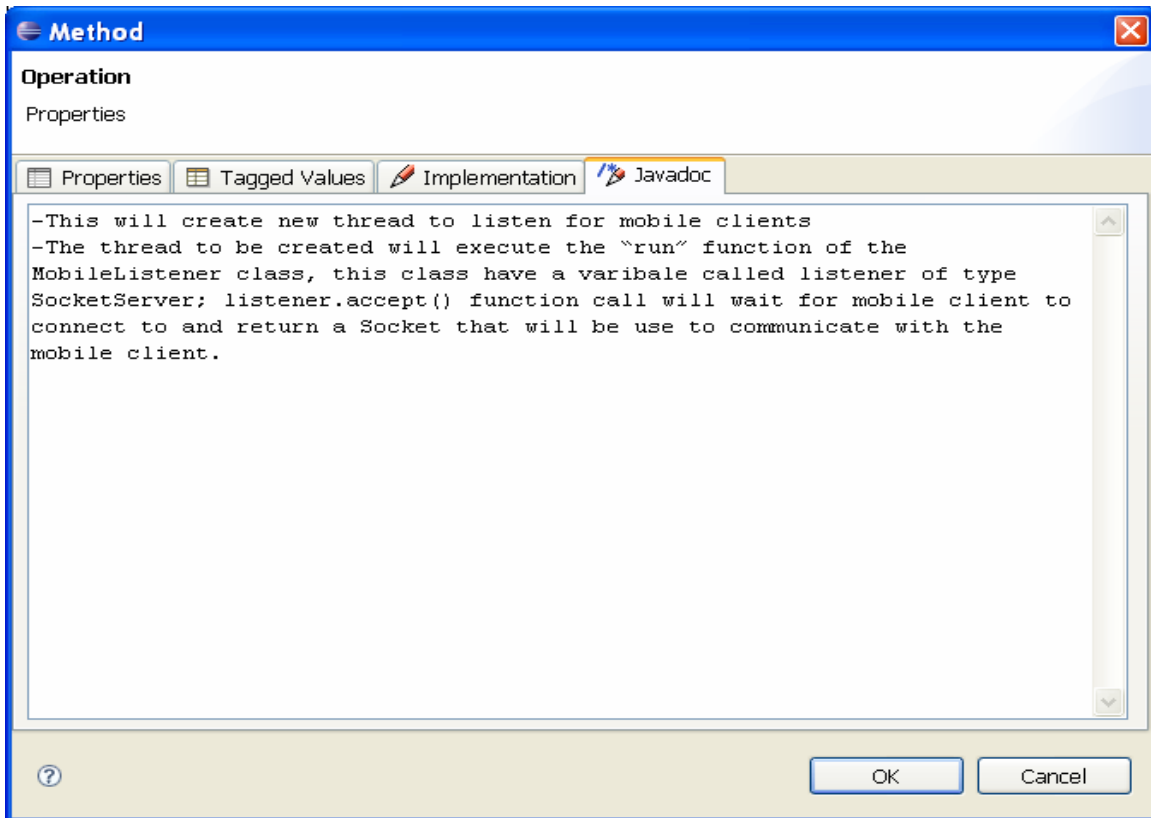 Method
Operation
Properties
Properties Tagged Values Implementation Javadoc
-This will create new thread to listen for mobile clients
-The thread to be created will execute the “run” function of the
MobileListener class, this class have a varibale called listener of type
SocketServer; listener.accept() function call will wait for mobile client to
connect to and return a Socket that will be use to communicate with the
mobile client.
OK Cancel